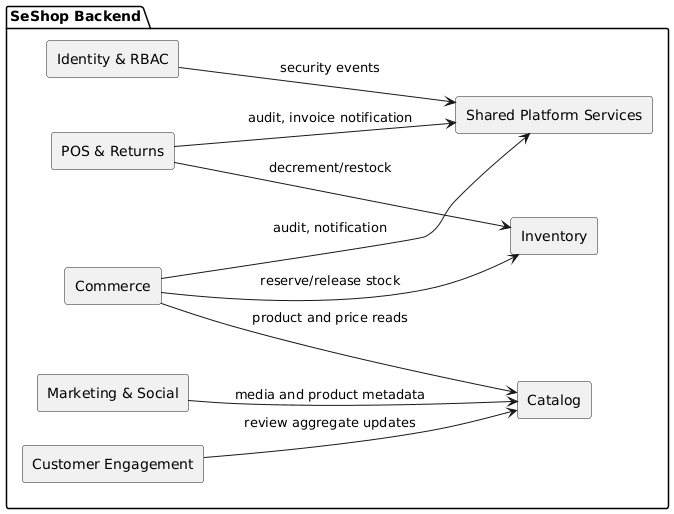 SeShop Backend
Identity & RBAC
security events
Shared Platform Services
POS & Returns
audit, invoice notification
decrement/restock
audit, notification
Inventory
Commerce
reserve/release stock
product and price reads
Marketing & Social
media and product metadata
Catalog
review aggregate updates
Customer Engagement